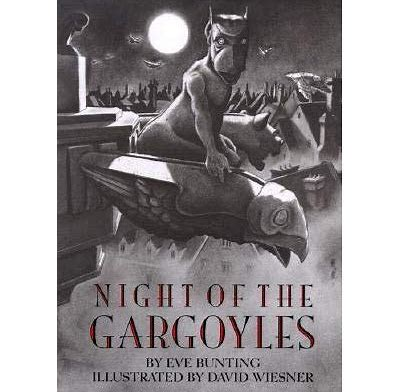 NIGHT OF THE
GARGOYLES
BY EVE BUNTING
ILLUSTRATED BY DAVID WIESNER